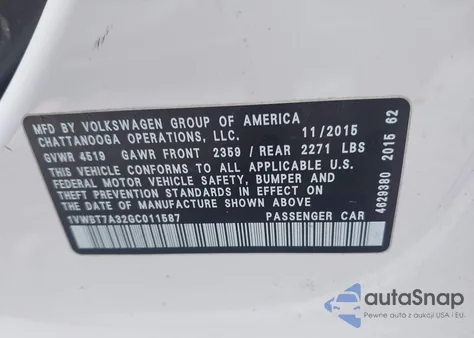 MFD BY VOLKSWAGEN GROUP OF AMERICA
CHATTANOOGA OPERATIONS, LLC. 11/2015
GVWR 4519 GAWR FRONT 2359 / REAR 2271 LBS
THIS VEHICLE CONFORMS TO ALL APPLICABLE U.S.
FEDERAL MOTOR VEHICLE SAFETY, BUMPER AND
THEFT PREVENTION STANDARDS IN EFFECT ON THE
DATE OF MANUFACTURE SHOWN ABOVE
1VWBT7A32GC011587 PASSENGER CAR
4629380 2015 62
autoSnap
Pewne auta z aukcji USA i EU.